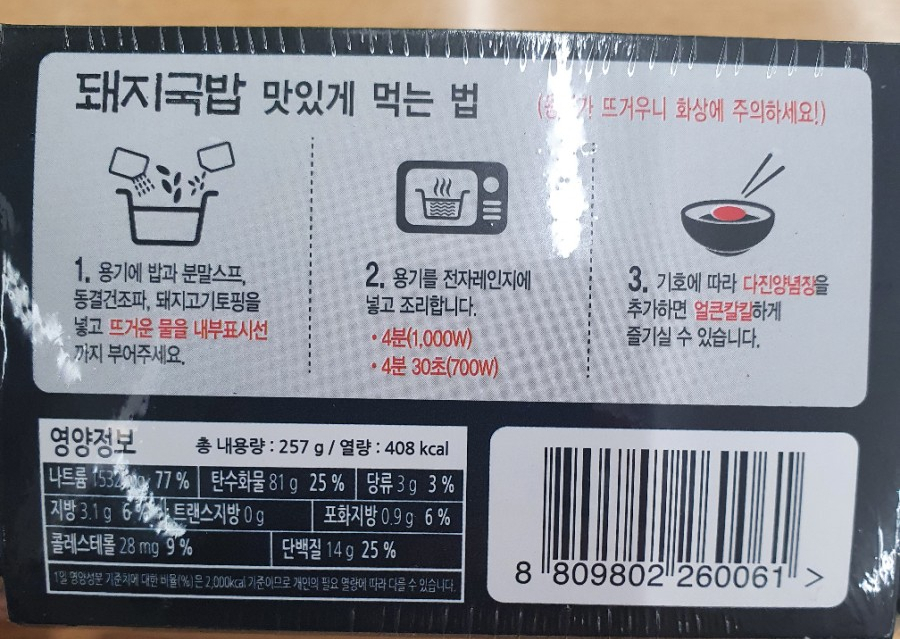 돼지국밥 맛있게 먹는 법
뜨거우니 화상에 주의하세요!)
1. 용기에 밥과 분말스프,
동결건조파, 돼지고기토핑을
넣고 뜨거운 물을 내부표시선
까지 부어주세요.
2. 용기를 전자레인지에
넣고 조리합니다.
• 4분(1,000W)
• 4분 30초(700W)
3. 기호에 따라 다진양념장을
추가하면 얼큰칼칼하게
즐기실 수 있습니다.
영양정보 총 내용량 : 257 g / 열량 : 408 kcal
나트륨 77 % 탄수화물 81 g 25 % 당류 3 g 3 %
지방 3.1 g 6 % 트랜스지방 0 g 포화지방 0.9 g 6 %
콜레스테롤 28 mg 9 % 단백질 14 g 25 %
1일 영양성분 기준치에 대한 비율(%)은 2,000kcal 기준이므로 개인의 필요 열량에 따라 다를 수 있습니다.
8 809802 260061 >